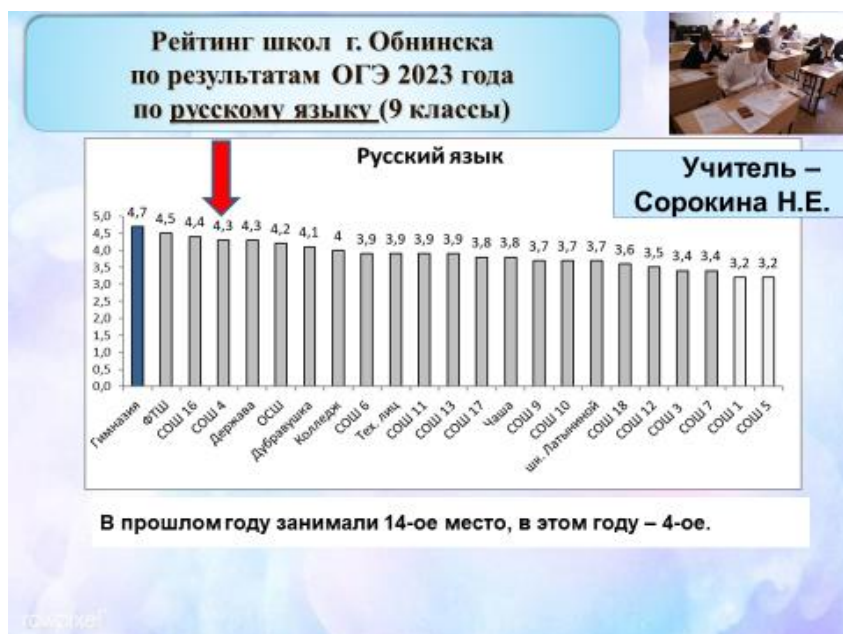 Рейтинг школ г. Обнинска
по результатам ОГЭ 2023 года
по русскому языку (9 классы)
Русский язык
Учитель –
Сорокина Н.Е.
5,0
4,5
4,0
3,5
3,0
2,5
2,0
1,5
1,0
0,5
0,0
4,7 4,5 4,4 4,3 4,3 4,2 4,1 4 3,9 3,9 3,9 3,9 3,8 3,8 3,7 3,7 3,7 3,6 3,5 3,4 3,4 3,2 3,2
Гимназия
ФТШ
СОШ 16
СОШ 4
Держава
ОСШ
Дубравушка
Колледж
СОШ 6
Тех. лиц
СОШ 11
СОШ 13
СОШ 17
Чаша
СОШ 9
СОШ 10
шк. Латыниной
СОШ 18
СОШ 12
СОШ 3
СОШ 7
СОШ 1
СОШ 5
В прошлом году занимали 14-ое место, в этом году – 4-ое.
rawpixel